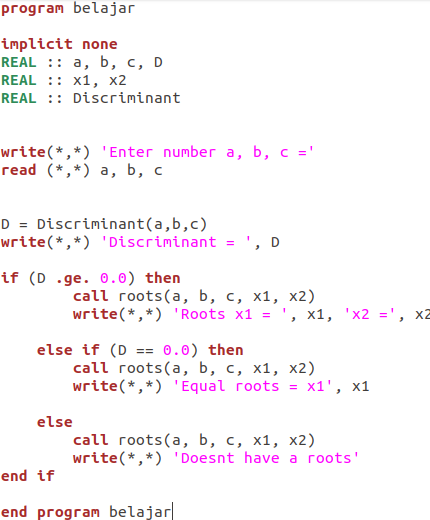 program belajar
implicit none
REAL :: a, b, c, D
REAL :: x1, x2
REAL :: Discriminant
write(*,*) 'Enter number a, b, c ='
read (*,*) a, b, c
D = Discriminant(a,b,c)
write(*,*) 'Discriminant = ', D
if (D .ge. 0.0) then
call roots(a, b, c, x1, x2)
write(*,*) 'Roots x1 = ', x1, 'x2 =', x2
else if (D == 0.0) then
call roots(a, b, c, x1, x2)
write(*,*) 'Equal roots = x1', x1
else
call roots(a, b, c, x1, x2)
write(*,*) 'Doesnt have a roots'
end if
end program belajar